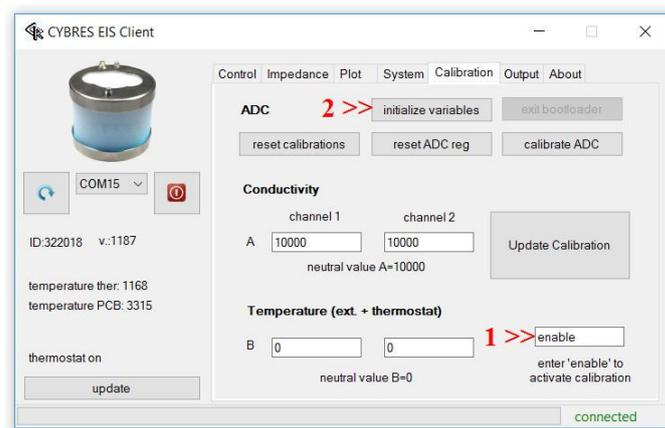 CYBRES EIS Client
Control Impedance Plot System Calibration Output About
ADC 2 >> initialize variables exit bootloader
reset calibrations reset ADC reg calibrate ADC
COM15
Conductivity
channel 1 channel 2
ID:322018 v.:1187
A 10000 10000 Update Calibration
neutral value A=10000
temperature ther: 1168
temperature PCB: 3315
Temperature (ext. + thermostat)
1 >> enable
B 0 0
thermostat on
enter 'enable' to
activate calibration
neutral value B=0
update
connected